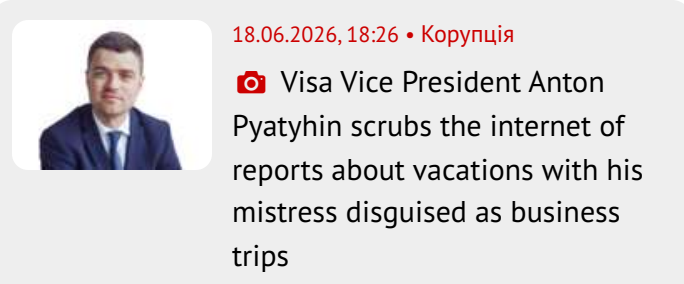 18.06.2026, 18:26 • Корупція
Visa Vice President Anton
Pyatyhin scrubs the internet of
reports about vacations with his
mistress disguised as business
trips